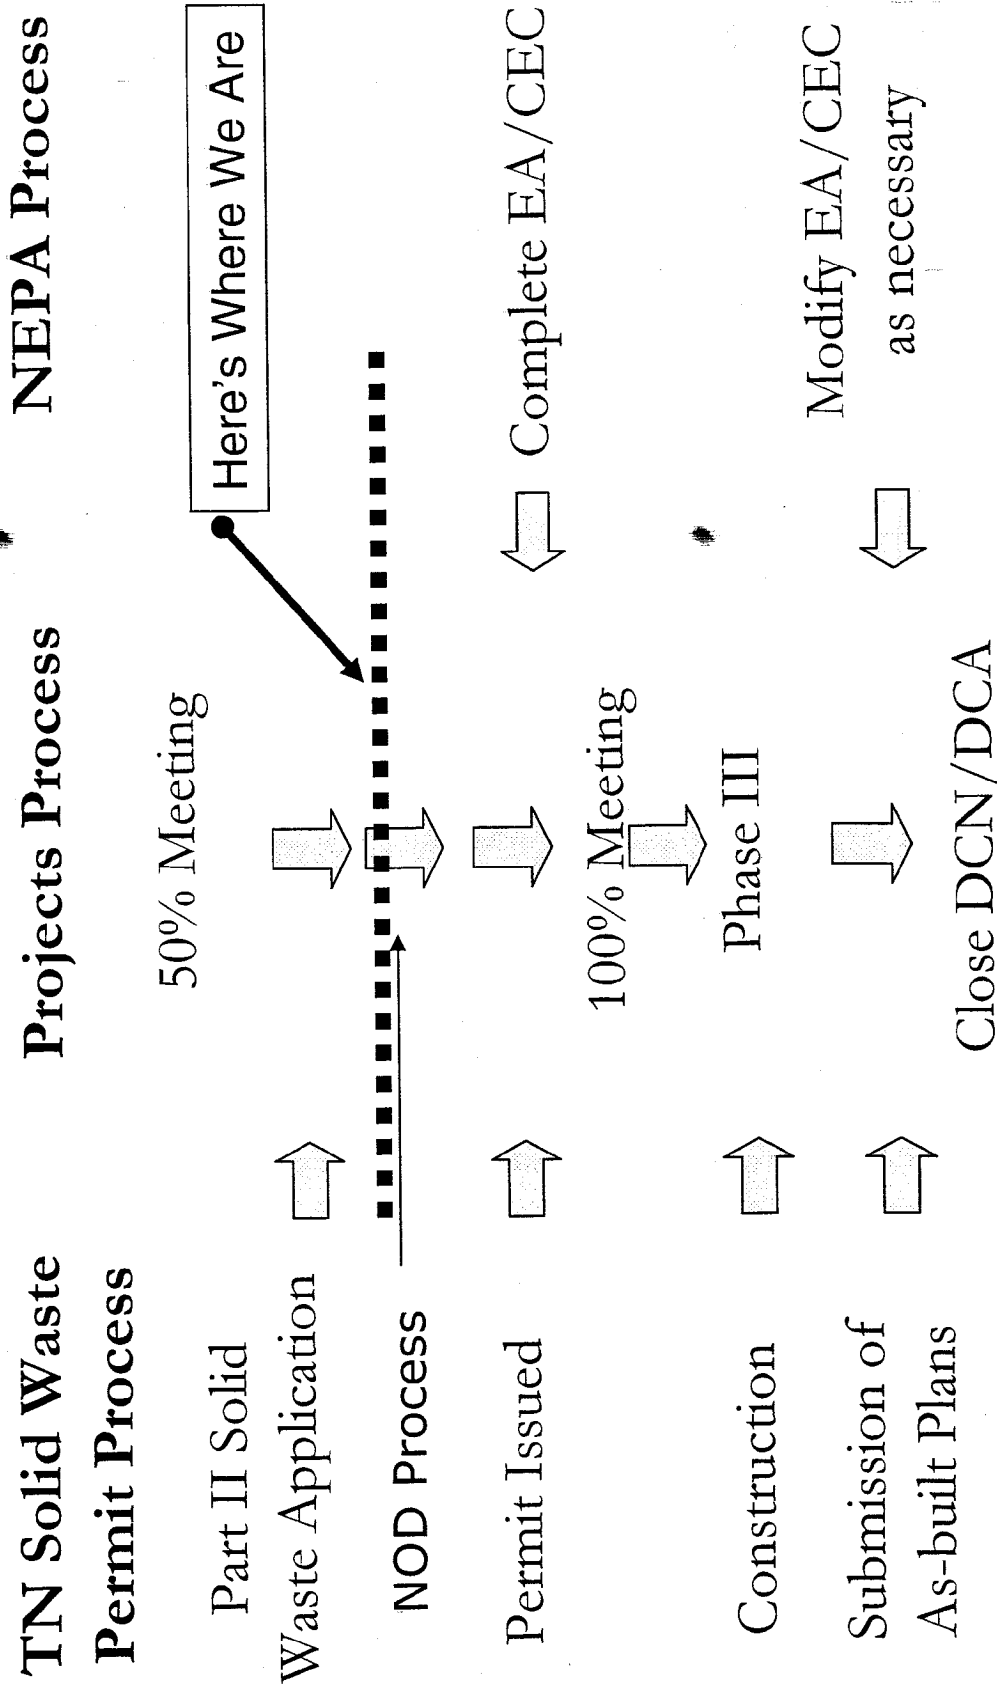 TN Solid Waste
Permit Process
Projects Process
NEPA Process
Part II Solid
Waste Application
NOD Process
Permit Issued
Construction
Submission of
As-built Plans
50% Meeting
100% Meeting
Phase III
Close DCN/DCA
Here's Where We Are
Complete EA/CEC
Modify EA/CEC
as necessary